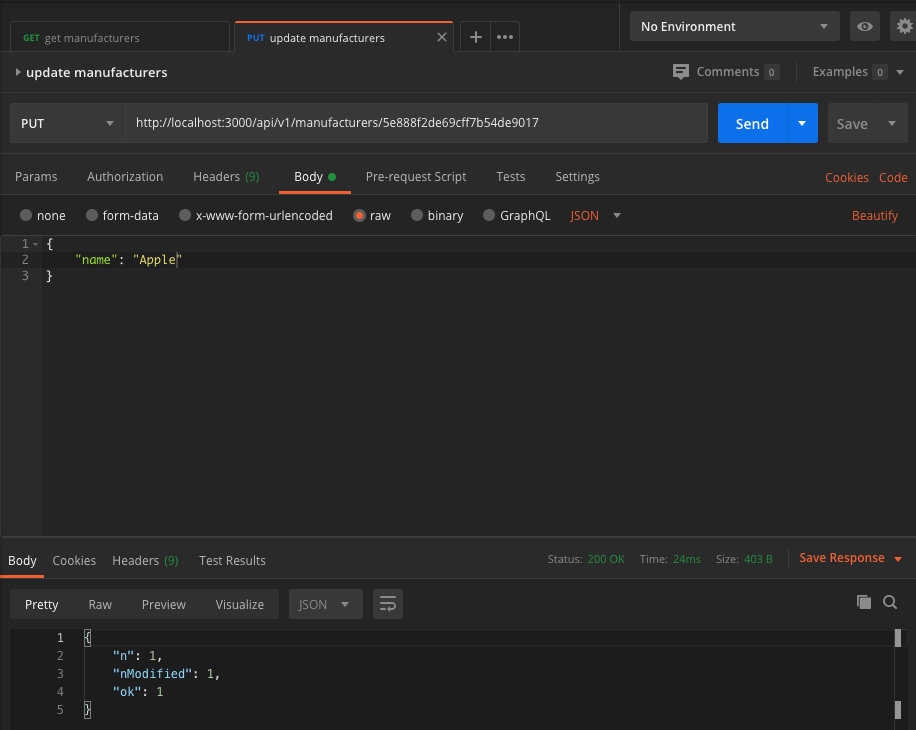 GET get manufacturers PUT update manufacturers No Environment
update manufacturers Comments 0 Examples 0
PUT http://localhost:3000/api/v1/manufacturers/5e888f2de69cff7b54de9017 Send Save
Params Authorization Headers (9) Body Pre-request Script Tests Settings Cookies Code
none form-data x-www-form-urlencoded raw binary GraphQL JSON Beautify
1 {
2 "name": "Apple"
3 }
Body Cookies Headers (9) Test Results Status: 200 OK Time: 24ms Size: 403 B Save Response
Pretty Raw Preview Visualize JSON
1 {
2 "n": 1,
3 "nModified": 1,
4 "ok": 1
5 }